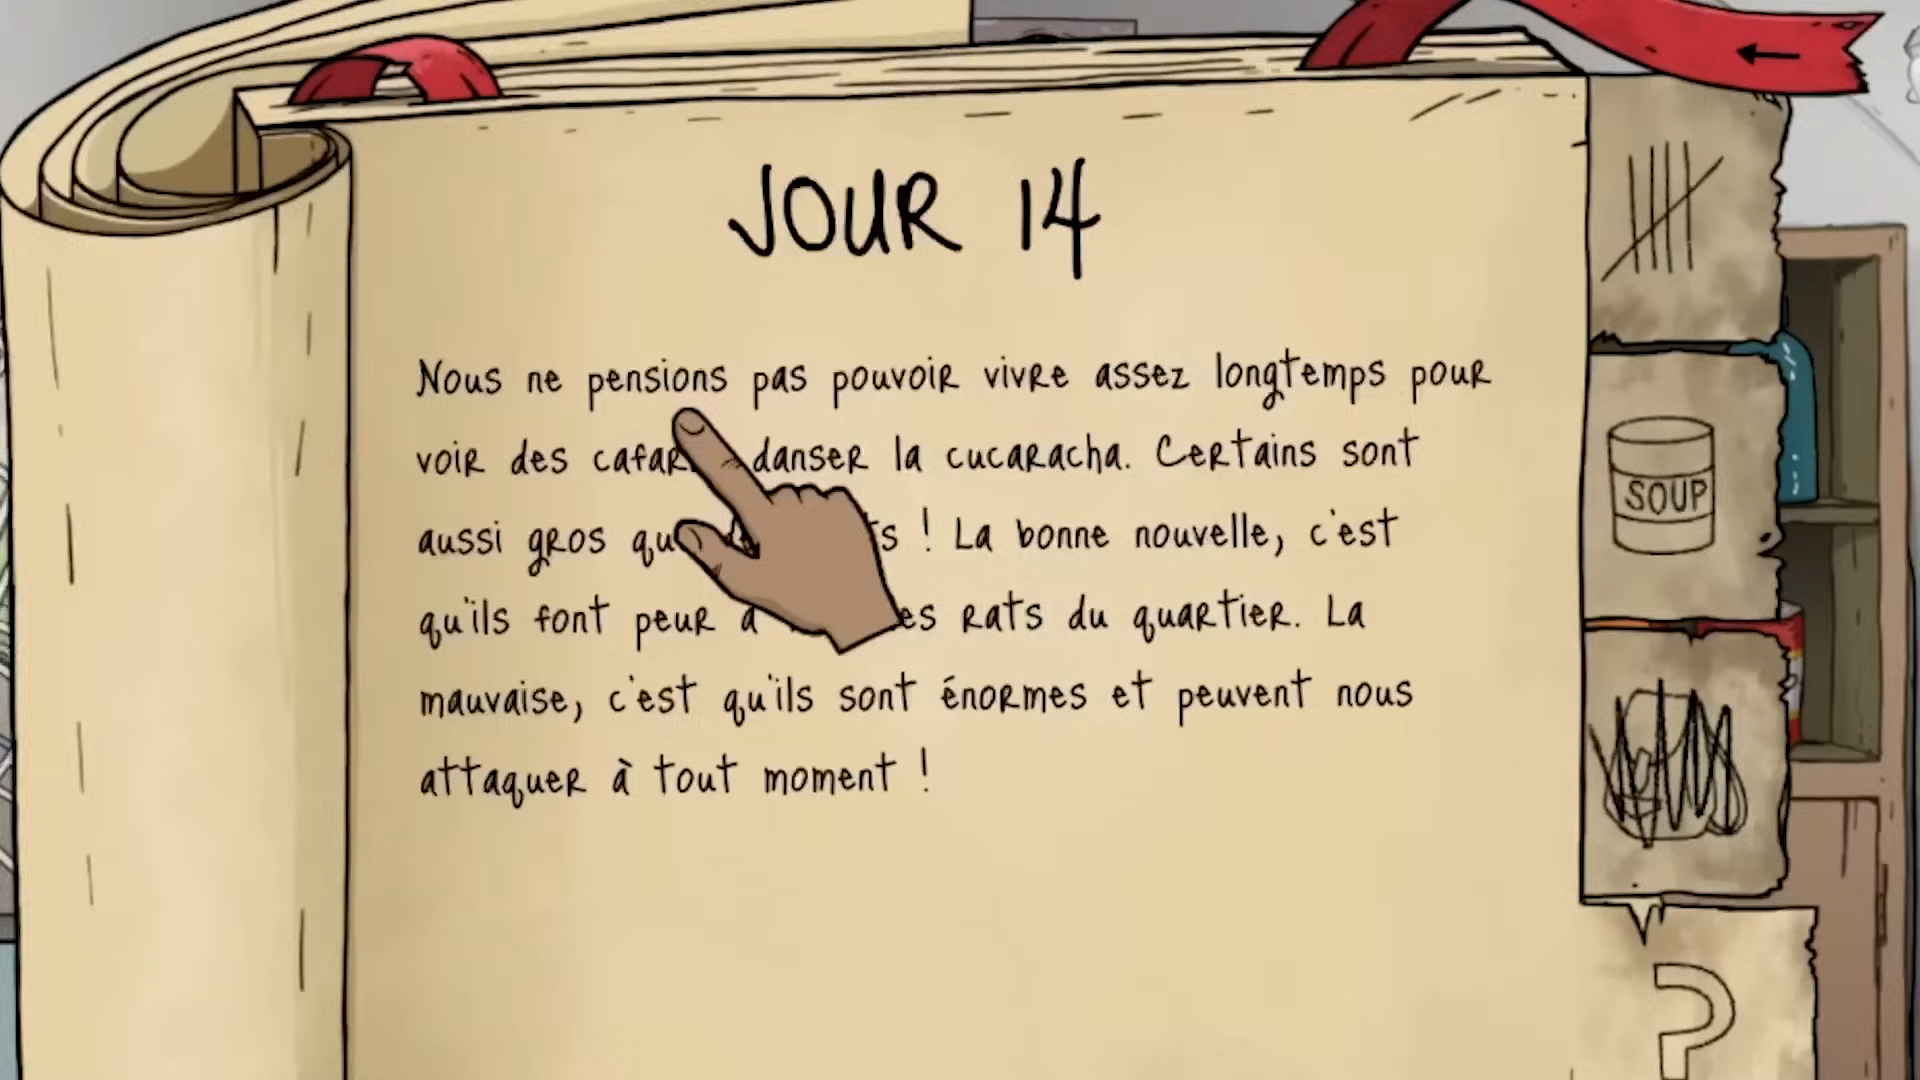 JOUR 14
Nous ne pensions pas pouvoir vivre assez longtemps pour
voir des danser la cucaracha. Certains sont
aussi gros ! La bonne nouvelle, c'est
qu'ils font peur à rats du quartier. La
mauvaise, c'est qu'ils sont énormes et peuvent nous
attaquer à tout moment !
SOUP
?